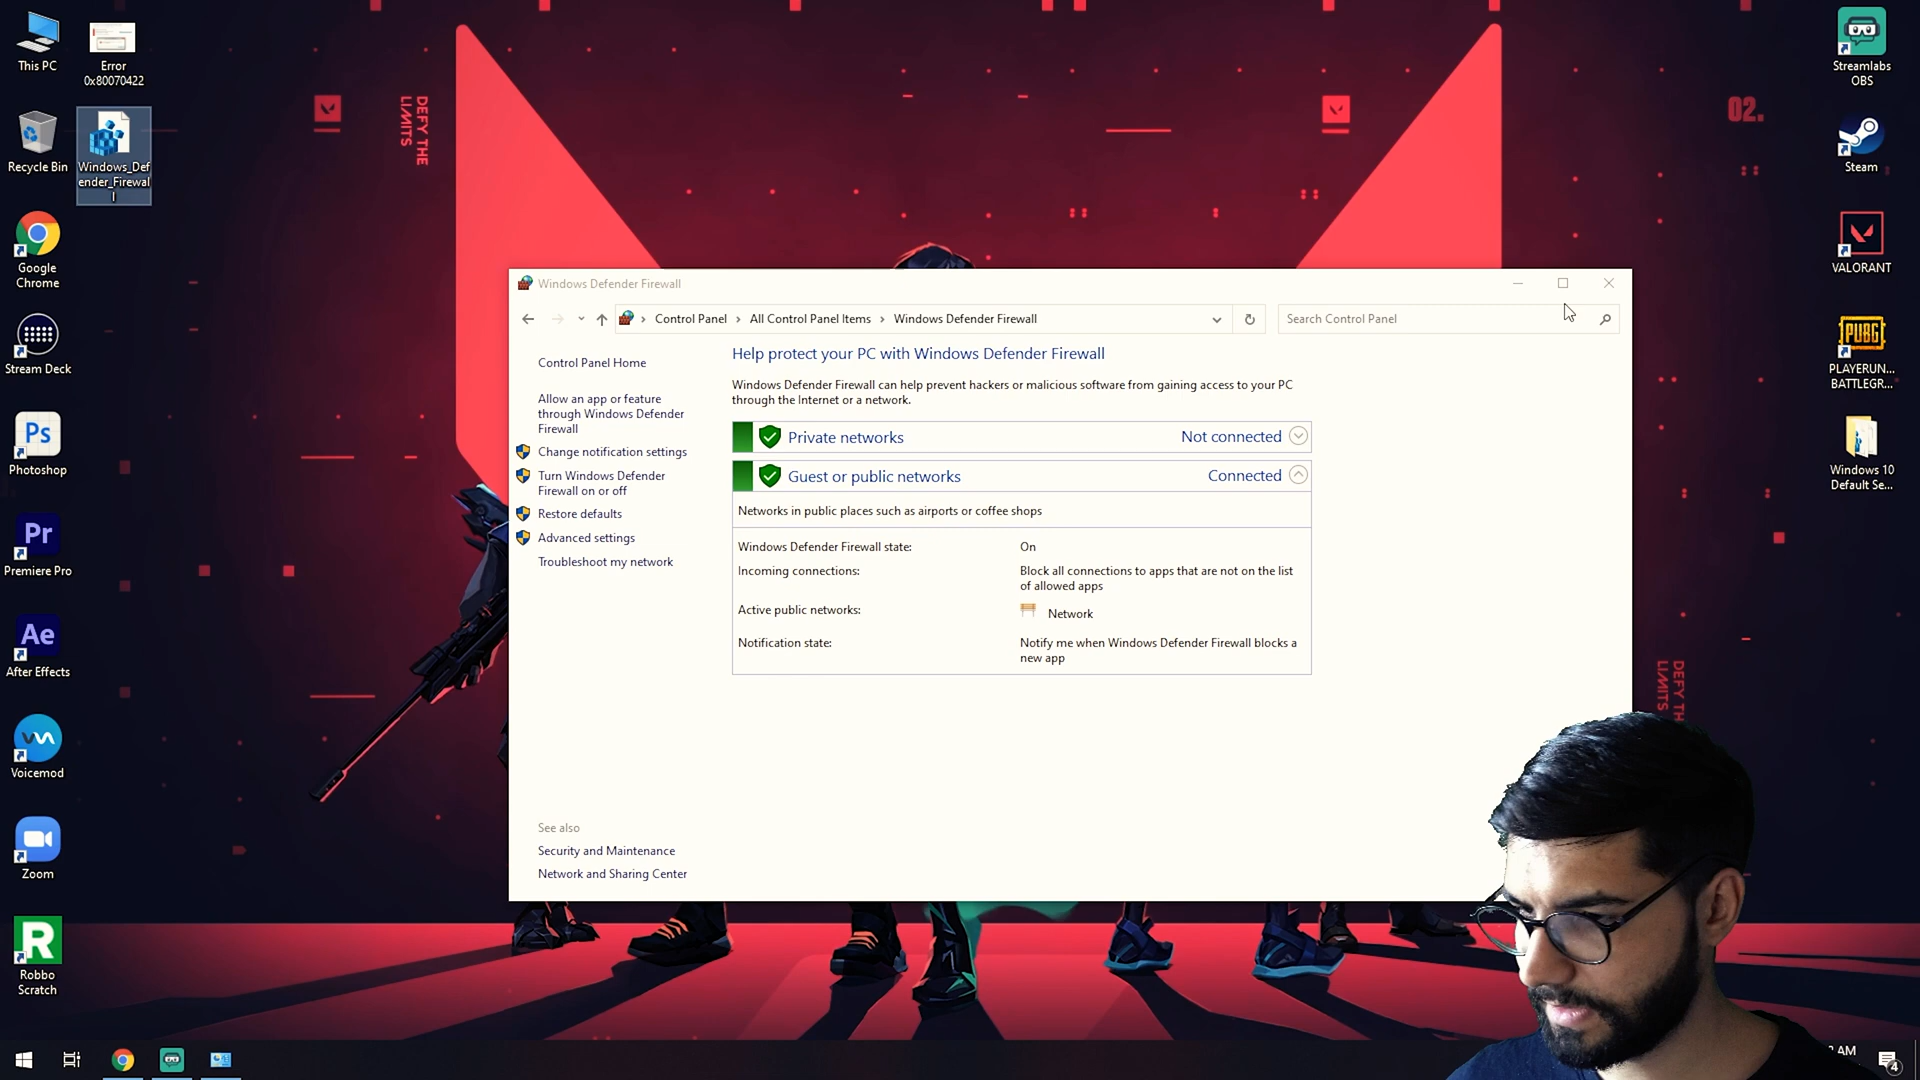 This PC
Error
0x80070422
Recycle Bin
Windows_Def
ender_Firewal
l
Google
Chrome
Stream Deck
Ps
Photoshop
Pr
Premiere Pro
Ae
After Effects
Voicemod
Zoom
R
Robbo
Scratch
DEFY THE
LIMITS
02.
Streamlabs
OBS
Steam
VALORANT
PUBG
PLAYERUN...
BATTLEGR...
Windows 10
Default Se...
DEFY TH
LIMITS
Windows Defender Firewall
Control Panel
All Control Panel Items
Windows Defender Firewall
Search Control Panel
Control Panel Home
Allow an app or feature
through Windows Defender
Firewall
Change notification settings
Turn Windows Defender
Firewall on or off
Restore defaults
Advanced settings
Troubleshoot my network
Help protect your PC with Windows Defender Firewall
Windows Defender Firewall can help prevent hackers or malicious software from gaining access to your PC
through the Internet or a network.
Private networks Not connected
Guest or public networks Connected
Networks in public places such as airports or coffee shops
Windows Defender Firewall state: On
Incoming connections: Block all connections to apps that are not on the list
of allowed apps
Active public networks: Network
Notification state: Notify me when Windows Defender Firewall blocks a
new app
See also
Security and Maintenance
Network and Sharing Center
AM
4